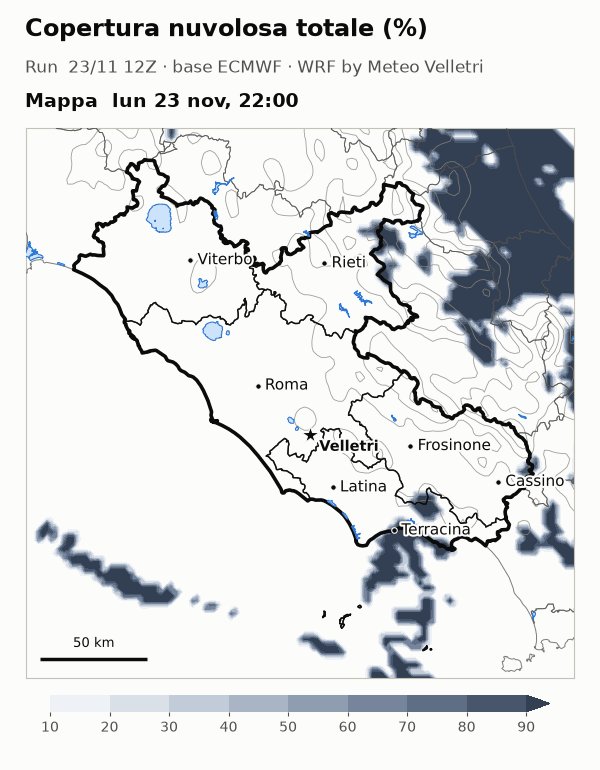 Copertura nuvolosa totale (%)
Run  23/11 12Z · base ECMWF · WRF by Meteo Velletri
Mappa  lun 23 nov, 22:00
Viterbo
Rieti
Roma
Velletri
Frosinone
Latina
Cassino
Terracina
50 km
10 20 30 40 50 60 70 80 90